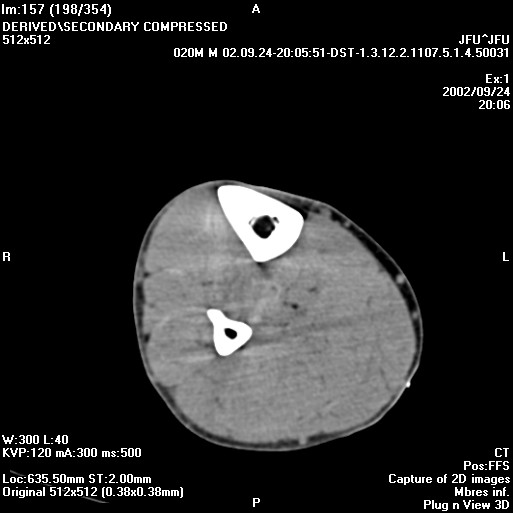 Im:157 (198/354)
A
DERIVED\SECONDARY COMPRESSED
512x512
JFU^JFU
020M M 02.09.24-20:05:51-DST-1.3.12.2.1107.5.1.4.50031
Ex:1
2002/09/24
20:06
R
L
W:300 L:40
KVP:120 mA:300 ms:500
CT
Pos:FFS
Loc:635.50mm ST:2.00mm
Capture of 2D images
Original 512x512 (0.38x0.38mm)
Mbres inf.
P
Plug n View 3D